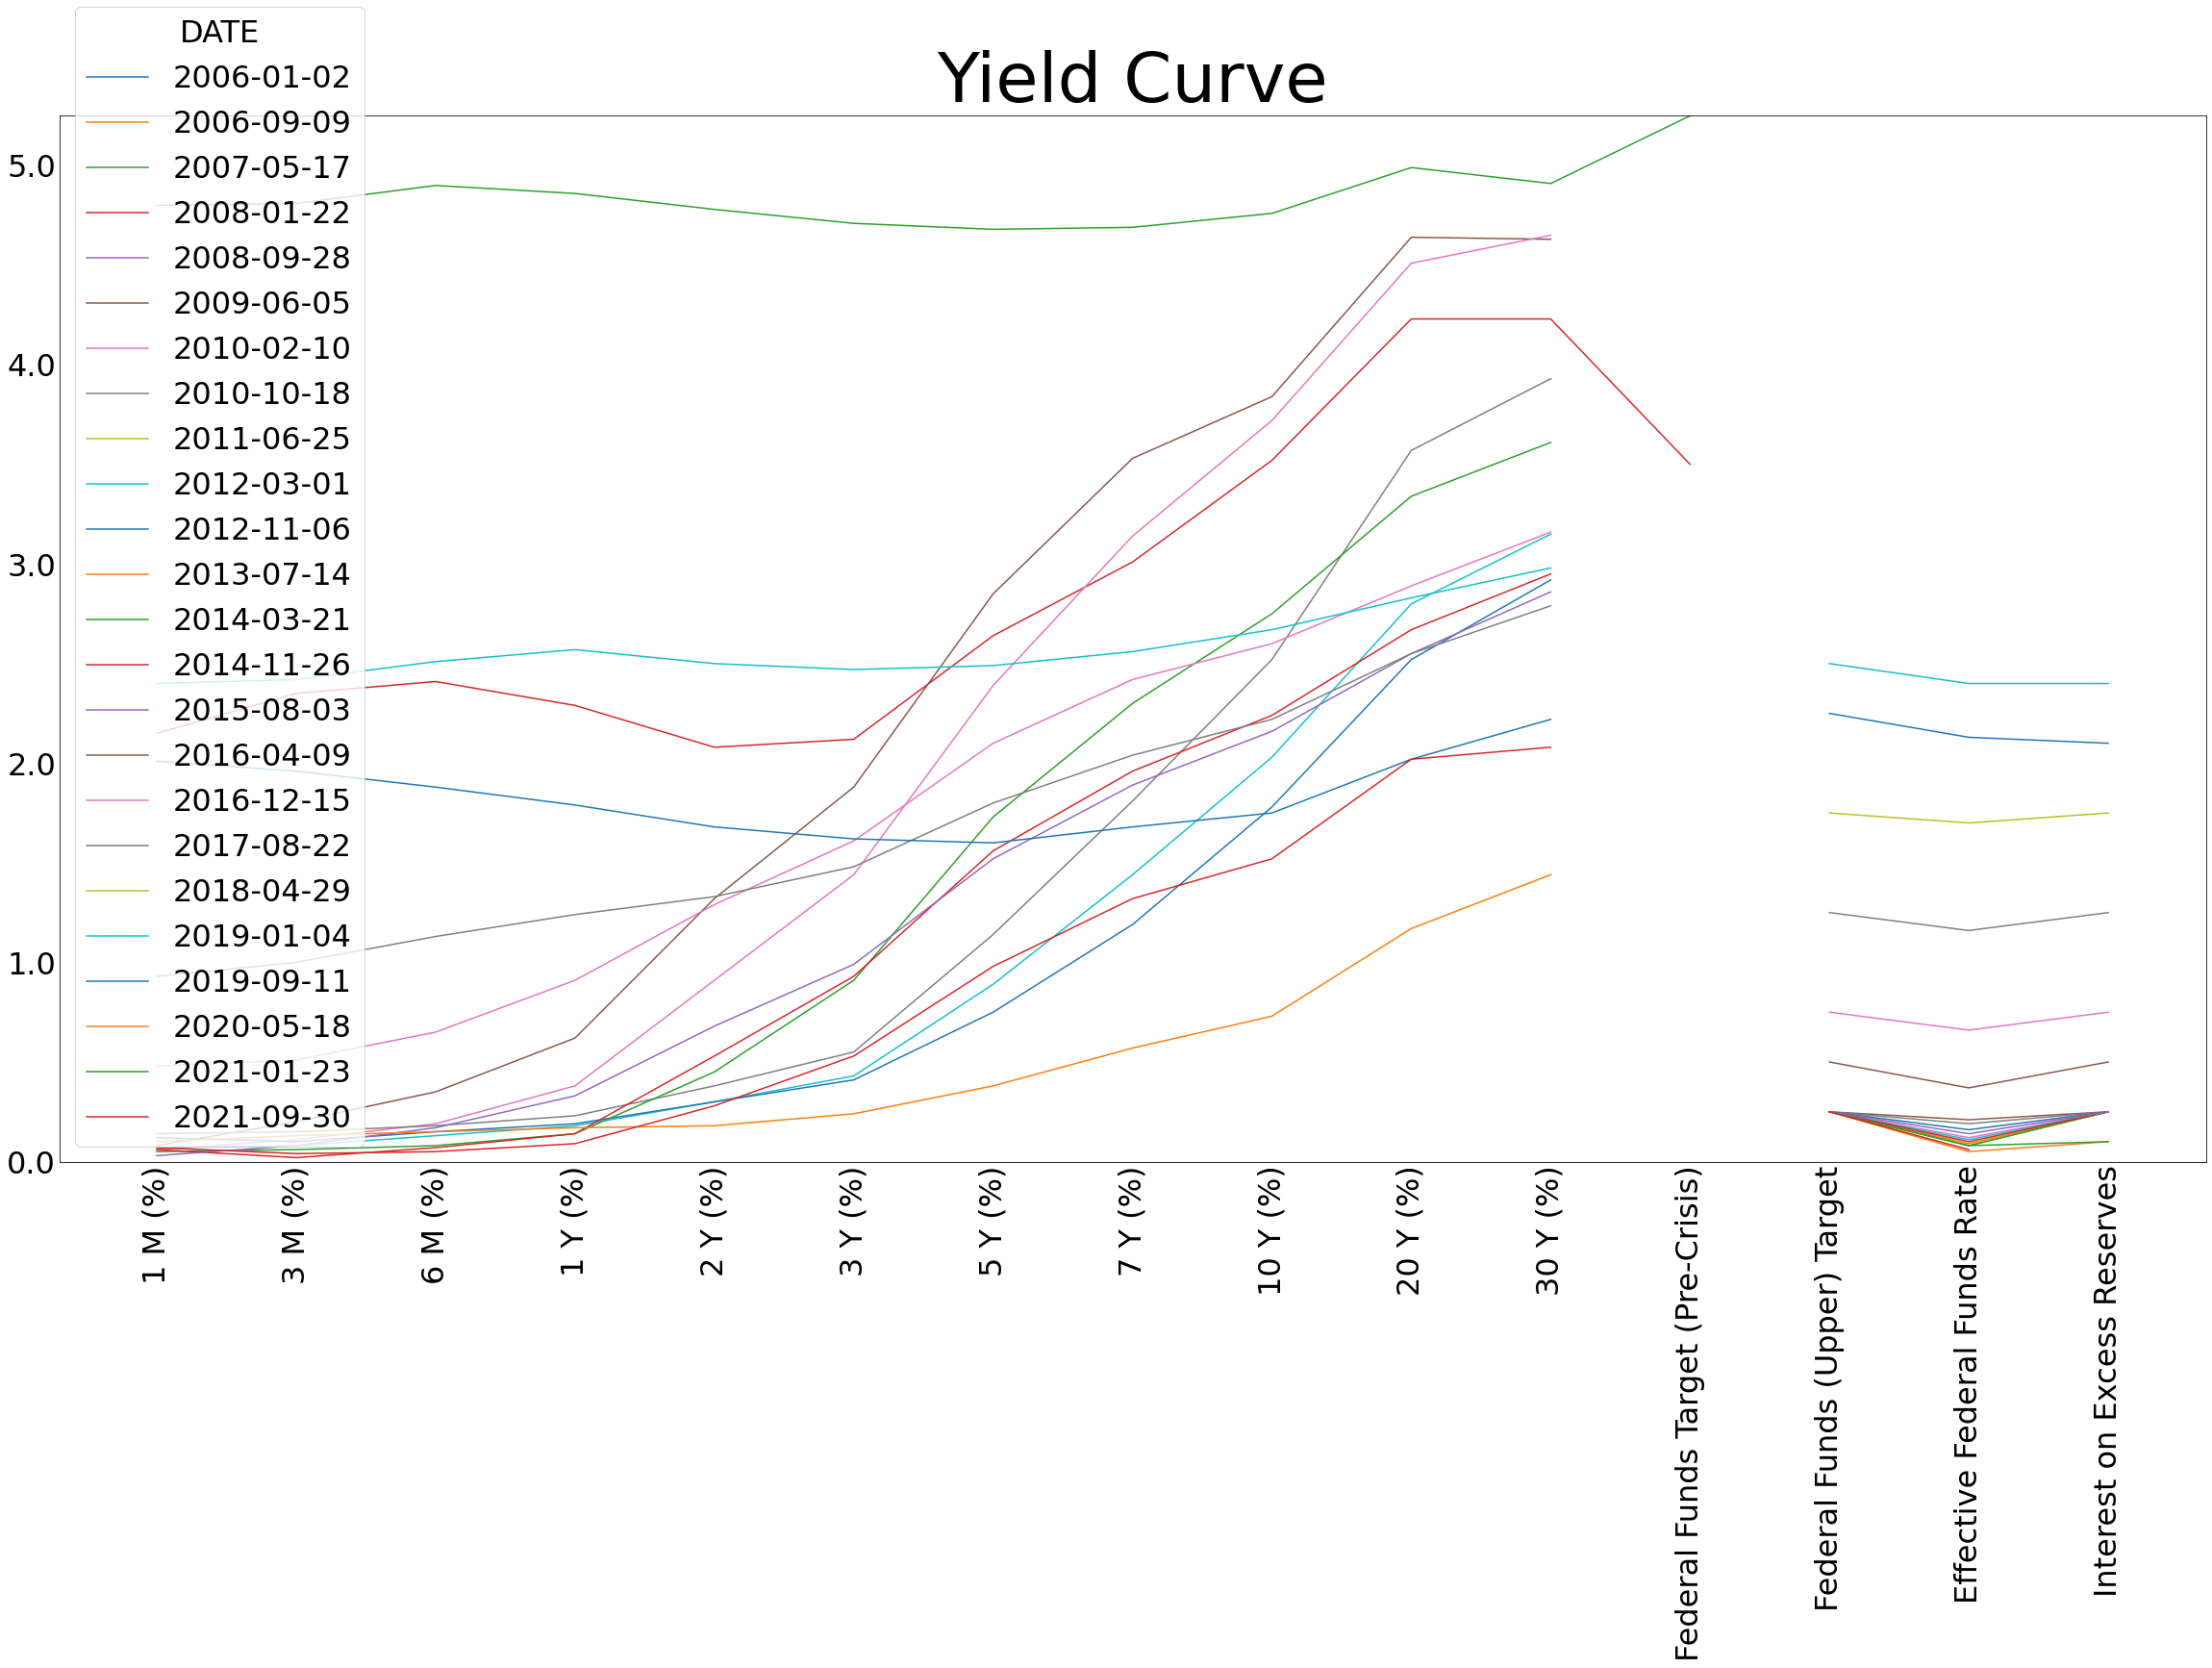 Yield Curve
DATE
2006-01-02
2006-09-09
2007-05-17
2008-01-22
2008-09-28
2009-06-05
2010-02-10
2010-10-18
2011-06-25
2012-03-01
2012-11-06
2013-07-14
2014-03-21
2014-11-26
2015-08-03
2016-04-09
2016-12-15
2017-08-22
2018-04-29
2019-01-04
2019-09-11
2020-05-18
2021-01-23
2021-09-30
5.0
4.0
3.0
2.0
1.0
0.0
1 M (%)
3 M (%)
6 M (%)
1 Y (%)
2 Y (%)
3 Y (%)
5 Y (%)
7 Y (%)
10 Y (%)
20 Y (%)
30 Y (%)
Federal Funds Target (Pre-Crisis)
Federal Funds (Upper) Target
Effective Federal Funds Rate
Interest on Excess Reserves